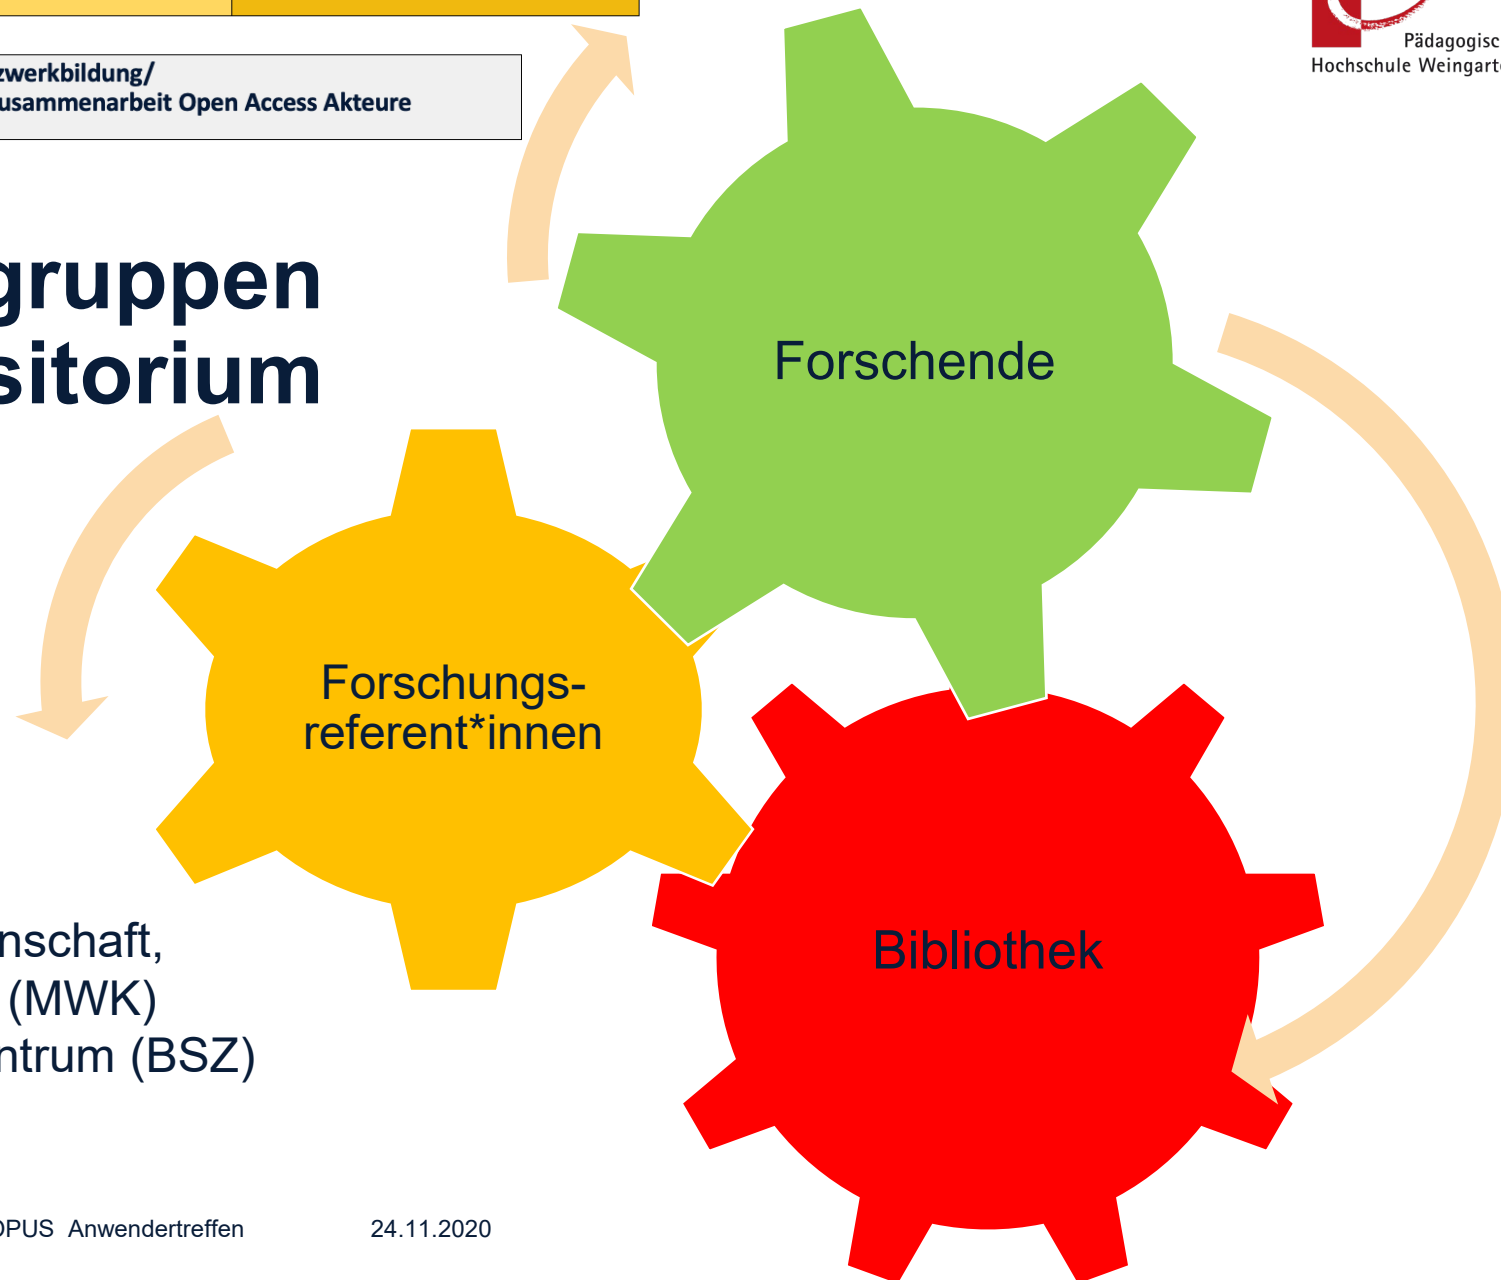 zwerkbildung/
usammenarbeit Open Access Akteure
Pädagogisc
Hochschule Weingart
gruppen
sitorium
Forschende
Forschungs-
referent*innen
Bibliothek
nschaft,
(MWK)
ntrum (BSZ)
OPUS Anwendertreffen 24.11.2020